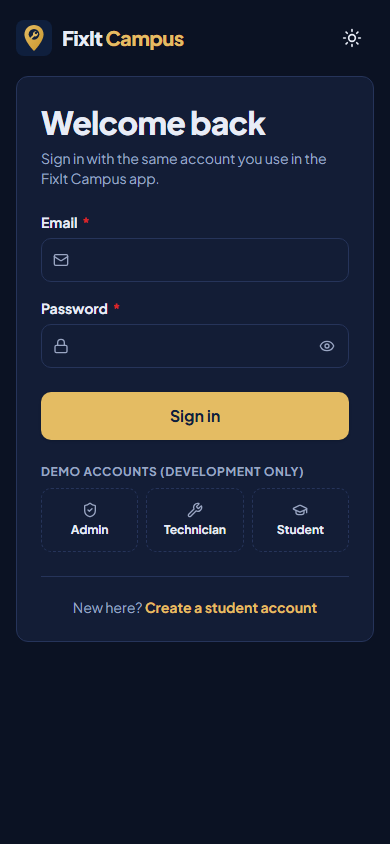 FixIt Campus
Welcome back
Sign in with the same account you use in the
FixIt Campus app.
Email *
Password *
Sign in
DEMO ACCOUNTS (DEVELOPMENT ONLY)
Admin Technician Student
New here? Create a student account